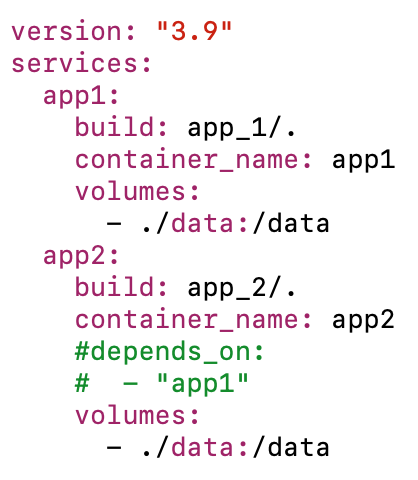 version: "3.9"
services:
  app1:
    build: app_1/.
    container_name: app1
    volumes:
      - ./data:/data
  app2:
    build: app_2/.
    container_name: app2
    #depends_on:
    #  - "app1"
    volumes:
      - ./data:/data